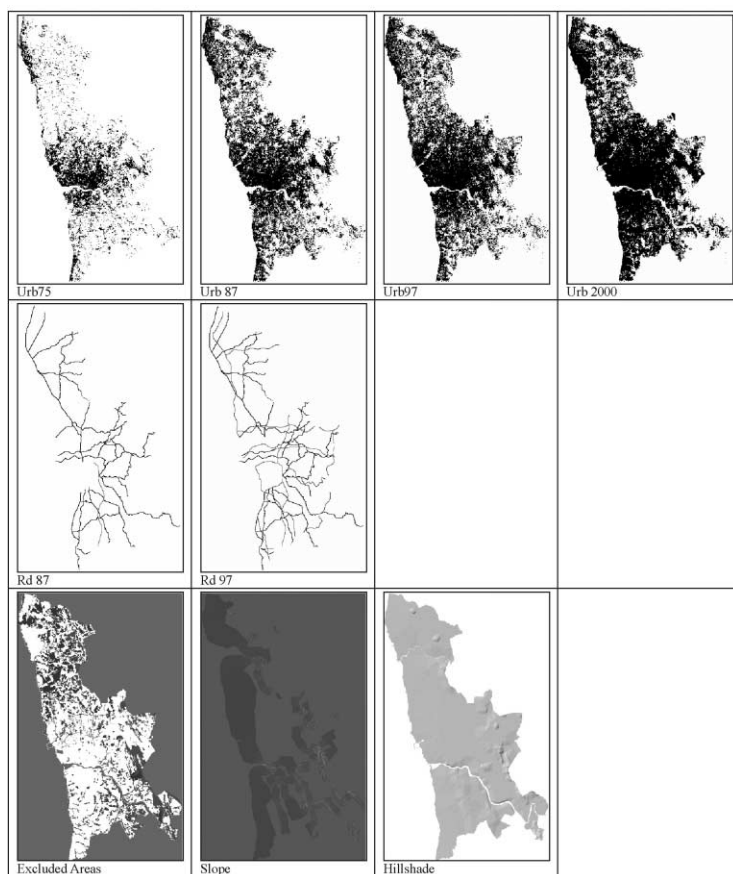 Urb75
Urb 87
Urb97
Urb 2000
Rd 87
Rd 97
Excluded Areas
Slope
Hillshade